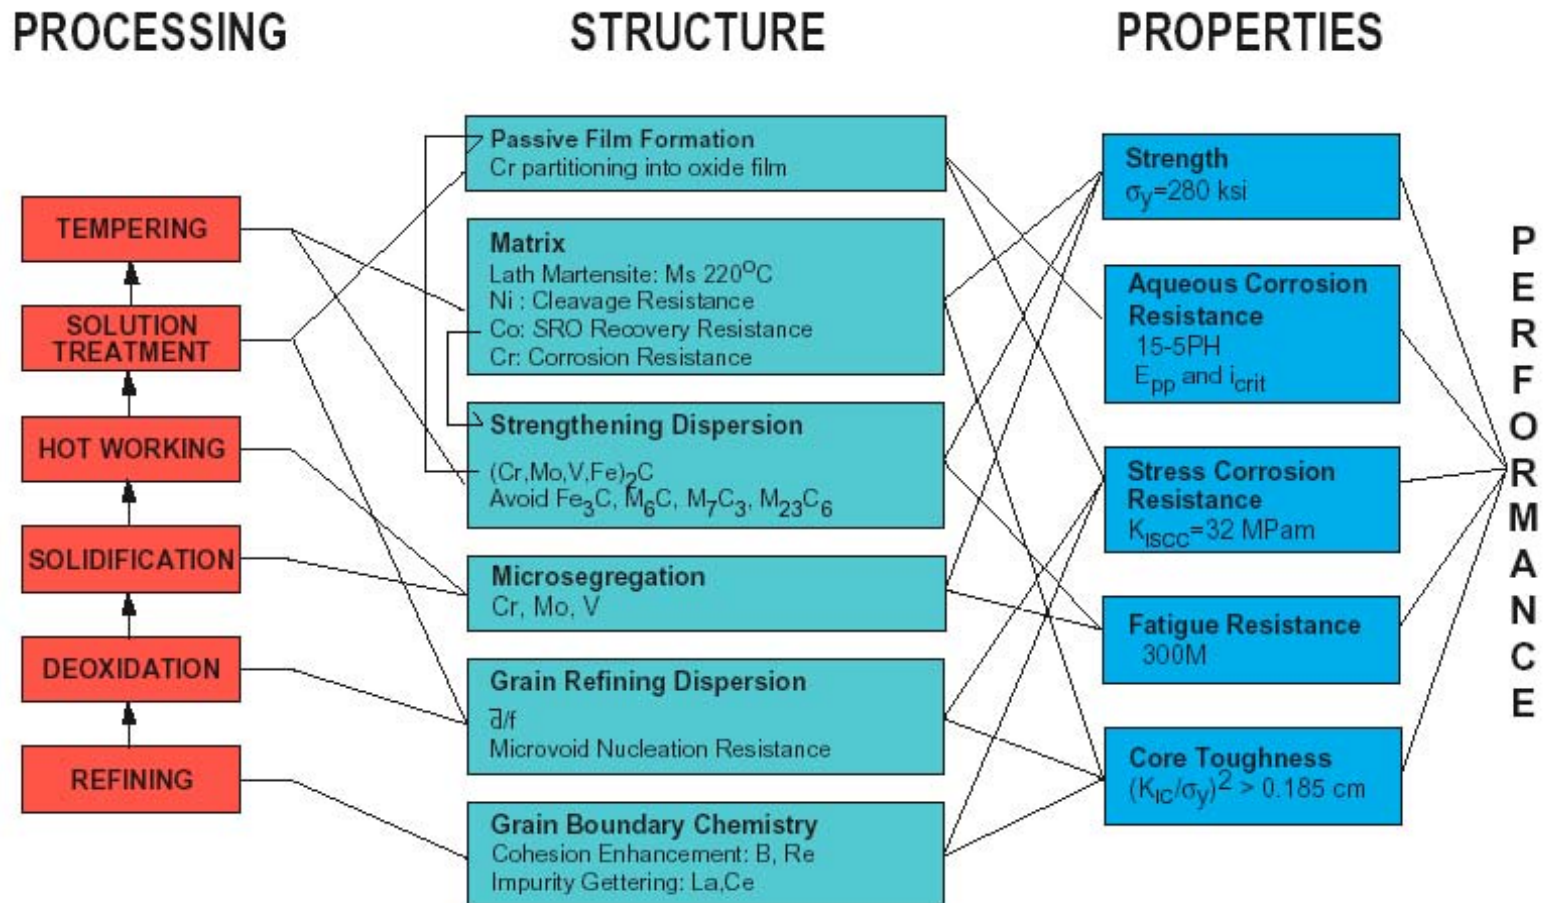 PROCESSING
STRUCTURE
PROPERTIES
TEMPERING
SOLUTION
TREATMENT
HOT WORKING
SOLIDIFICATION
DEOXIDATION
REFINING
Passive Film Formation
Cr partitioning into oxide film
Matrix
Lath Martensite: Ms 220°C
Ni : Cleavage Resistance
Co: SRO Recovery Resistance
Cr: Corrosion Resistance
Strengthening Dispersion
(Cr,Mo,V,Fe)₂C
Avoid Fe₃C, M₆C, M₇C₃, M₂₃C₆
Microsegregation
Cr, Mo, V
Grain Refining Dispersion
d̅/f
Microvoid Nucleation Resistance
Grain Boundary Chemistry
Cohesion Enhancement: B, Re
Impurity Gettering: La,Ce
Strength
σy=280 ksi
Aqueous Corrosion
Resistance
15-5PH
Epp and icrit
Stress Corrosion
Resistance
KISCC=32 MPam
Fatigue Resistance
300M
Core Toughness
(KIC/σy)² > 0.185 cm
PERFORMANCE